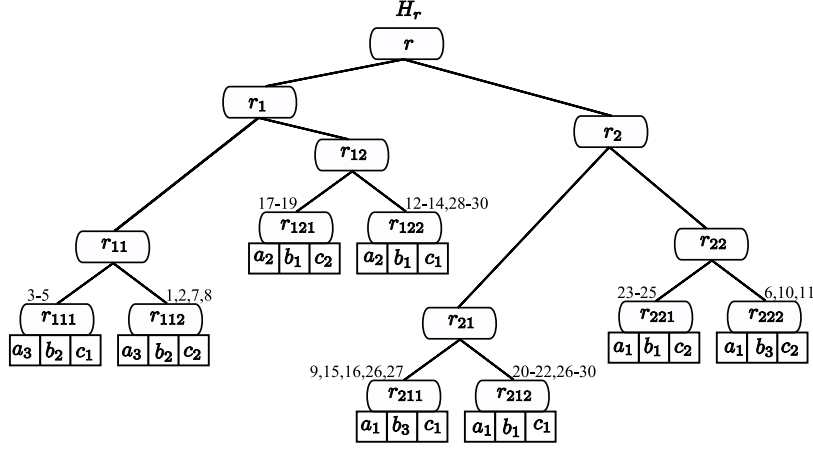 H_r
r
r_1
r_2
r_12
17-19
12-14,28-30
r_121
r_122
a_2 b_1 c_2
a_2 b_1 c_1
r_11
r_22
3-5
1,2,7,8
23-25
6,10,11
r_111
r_112
r_221
r_222
a_3 b_2 c_1
a_3 b_2 c_2
a_1 b_1 c_2
a_1 b_3 c_2
r_21
9,15,16,26,27
20-22,26-30
r_211
r_212
a_1 b_3 c_1
a_1 b_1 c_1